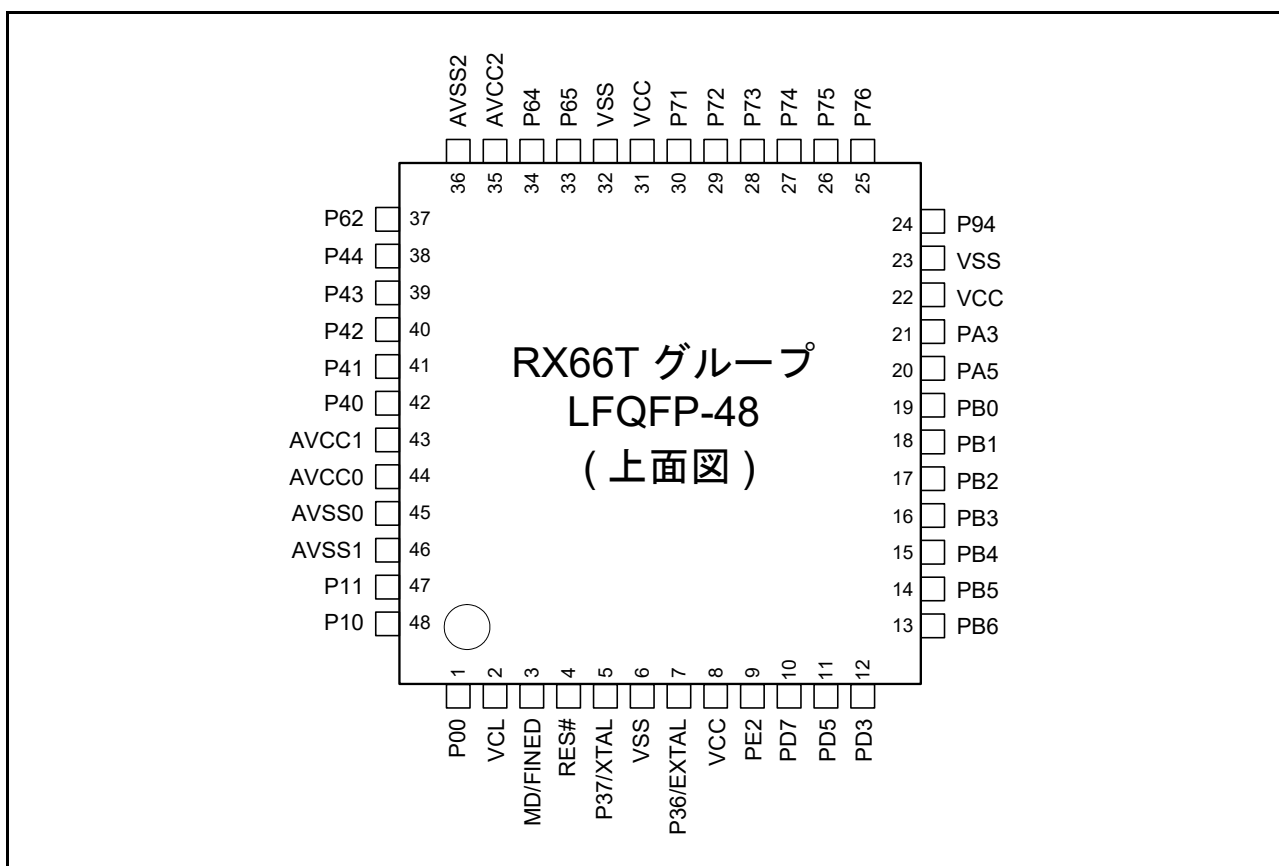 AVSS2
AVCC2
P64
P65
VSS
VCC
P71
P72
P73
P74
P75
P76
36 35 34 33 32 31 30 29 28 27 26 25
P62 37
P44 38
P43 39
P42 40
P41 41
P40 42
AVCC1 43
AVCC0 44
AVSS0 45
AVSS1 46
P11 47
P10 48
RX66T グループ
LFQFP-48
( 上面図 )
24 P94
23 VSS
22 VCC
21 PA3
20 PA5
19 PB0
18 PB1
17 PB2
16 PB3
15 PB4
14 PB5
13 PB6
1 2 3 4 5 6 7 8 9 10 11 12
P00
VCL
MD/FINED
RES#
P37/XTAL
VSS
P36/EXTAL
VCC
PE2
PD7
PD5
PD3